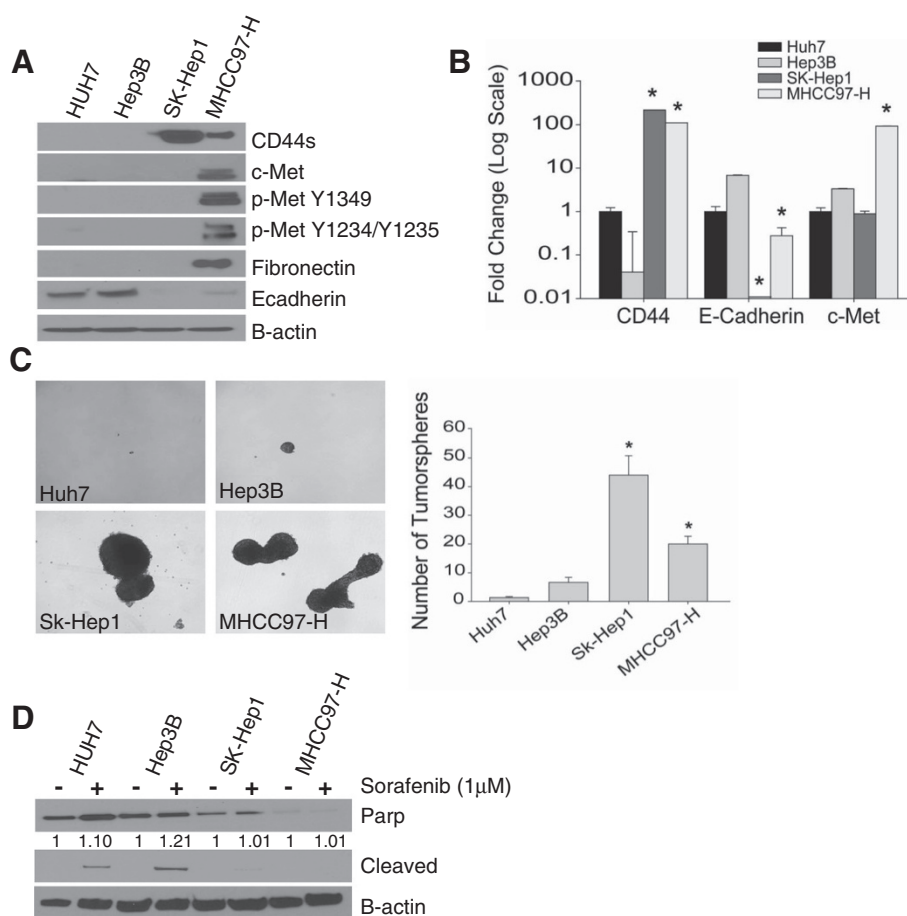 A
HUH7
Hep3B
SK-Hep1
MHCC97-H
CD44s
c-Met
p-Met Y1349
p-Met Y1234/Y1235
Fibronectin
Ecadherin
B-actin
B
Huh7
Hep3B
SK-Hep1
MHCC97-H
Fold Change (Log Scale)
1000
100
10
1
0.1
0.01
* * * * *
CD44 E-Cadherin c-Met
C
Huh7
Hep3B
Sk-Hep1
MHCC97-H
Number of Tumorspheres
60
50
40
30
20
10
0
* *
Huh7
Hep3B
Sk-Hep1
MHCC97-H
D
HUH7
Hep3B
SK-Hep1
MHCC97-H
- + - + - + - + Sorafenib (1µM)
Parp
1 1.10 1 1.21 1 1.01 1 1.01
Cleaved
B-actin